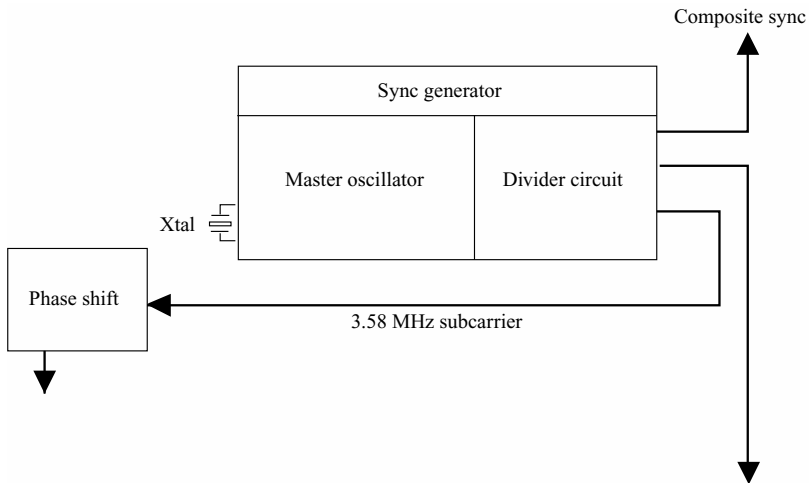 Composite sync
Sync generator
Master oscillator
Divider circuit
Xtal
Phase shift
3.58 MHz subcarrier